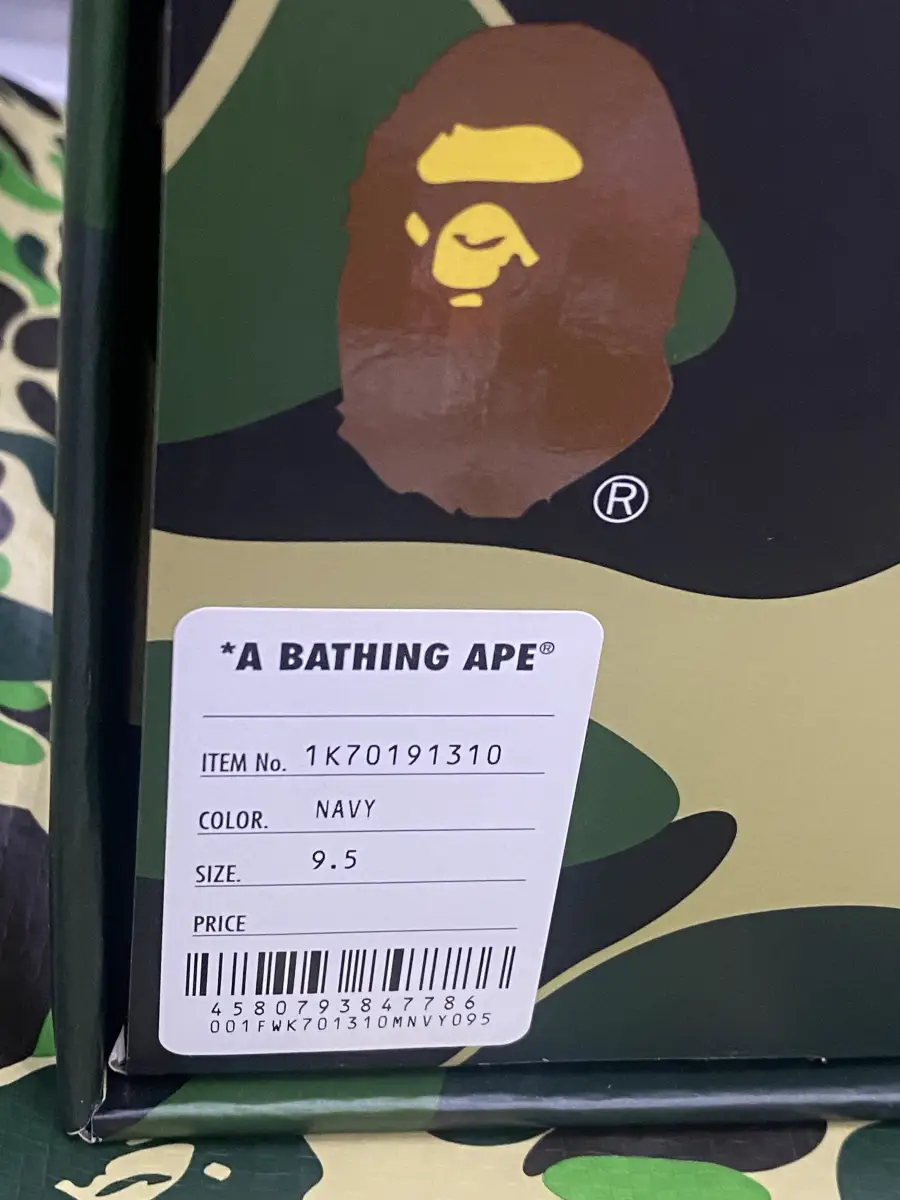 ®
*A BATHING APE®
ITEM No. 1K70191310
COLOR. NAVY
SIZE. 9.5
PRICE
4580793847786
001FWK701310MNVY095